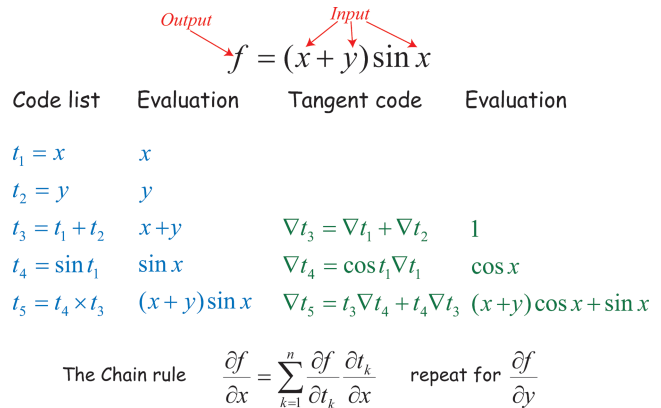 Output Input
f = (x + y) sin x
Code list Evaluation Tangent code Evaluation
t₁ = x x
t₂ = y y
t₃ = t₁ + t₂ x+y ∇t₃ = ∇t₁ + ∇t₂ 1
t₄ = sin t₁ sin x ∇t₄ = cos t₁∇t₁ cos x
t₅ = t₄ × t₃ (x + y) sin x ∇t₅ = t₃∇t₄ + t₄∇t₃ (x+y) cos x + sin x
The Chain rule ∂f/∂x = ∑ₖ₌₁ⁿ ∂f/∂tₖ ∂tₖ/∂x repeat for ∂f/∂y